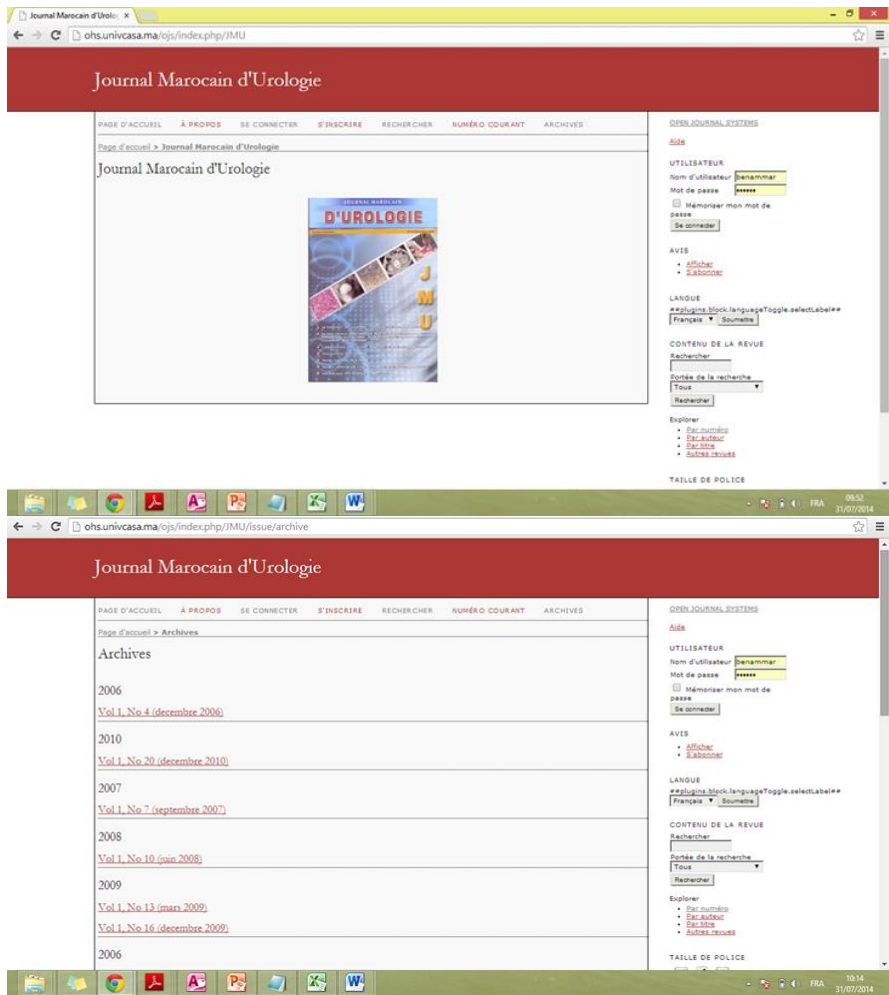 Journal Marocain d'Urolo
ohs.univcasa.ma/ojs/index.php/JMU
Journal Marocain d'Urologie
PAGE D'ACCUEIL À PROPOS SE CONNECTER S'INSCRIRE RECHERCHER NUMÉRO COURANT ARCHIVES
Page d'accueil > Journal Marocain d'Urologie
Journal Marocain d'Urologie
JOURNAL MAROCAIN
D'UROLOGIE
J
M
U
OPEN JOURNAL SYSTEMS
Aide
UTILISATEUR
Nom d'utilisateur benammar
Mot de passe ••••••
Mémoriser mon mot de
passe
Se connecter
AVIS
Afficher
S'abonner
LANGUE
##plugins.block.languageToggle.selectLabel##
Français Soumettre
CONTENU DE LA REVUE
Rechercher
Portée de la recherche
Tous
Rechercher
Explorer
Par numéro
Par auteur
Par titre
Autres revues
TAILLE DE POLICE
FRA 09:52
31/07/2014
ohs.univcasa.ma/ojs/index.php/JMU/issue/archive
Journal Marocain d'Urologie
PAGE D'ACCUEIL À PROPOS SE CONNECTER S'INSCRIRE RECHERCHER NUMÉRO COURANT ARCHIVES
Page d'accueil > Archives
Archives
2006
Vol 1, No 4 (decembre 2006)
2010
Vol 1, No 20 (decembre 2010)
2007
Vol 1, No 7 (septembre 2007)
2008
Vol 1, No 10 (juin 2008)
2009
Vol 1, No 13 (mars 2009)
Vol 1, No 16 (decembre 2009)
2006
OPEN JOURNAL SYSTEMS
Aide
UTILISATEUR
Nom d'utilisateur benammar
Mot de passe ••••••
Mémoriser mon mot de
passe
Se connecter
AVIS
Afficher
S'abonner
LANGUE
##plugins.block.languageToggle.selectLabel##
Français Soumettre
CONTENU DE LA REVUE
Rechercher
Portée de la recherche
Tous
Rechercher
Explorer
Par numéro
Par auteur
Par titre
Autres revues
TAILLE DE POLICE
FRA 10:14
31/07/2014